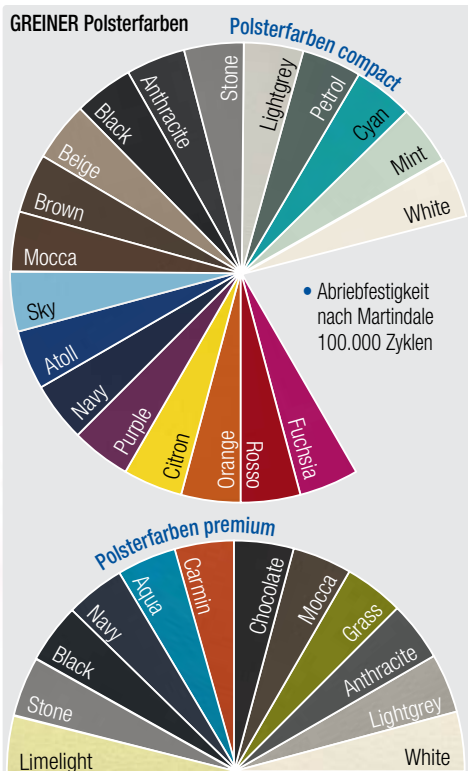 GREINER Polsterfarben
Polsterfarben compact
Stone
Lightgrey
Petrol
Cyan
Mint
White
Anthracite
Black
Beige
Brown
Mocca
Sky
Atoll
Navy
Purple
Citron
Orange
Rosso
Fuchsia
• Abriebfestigkeit
nach Martindale
100.000 Zyklen
Polsterfarben premium
Limelight
Stone
Black
Navy
Aqua
Carmin
Chocolate
Mocca
Grass
Anthracite
Lightgrey
White